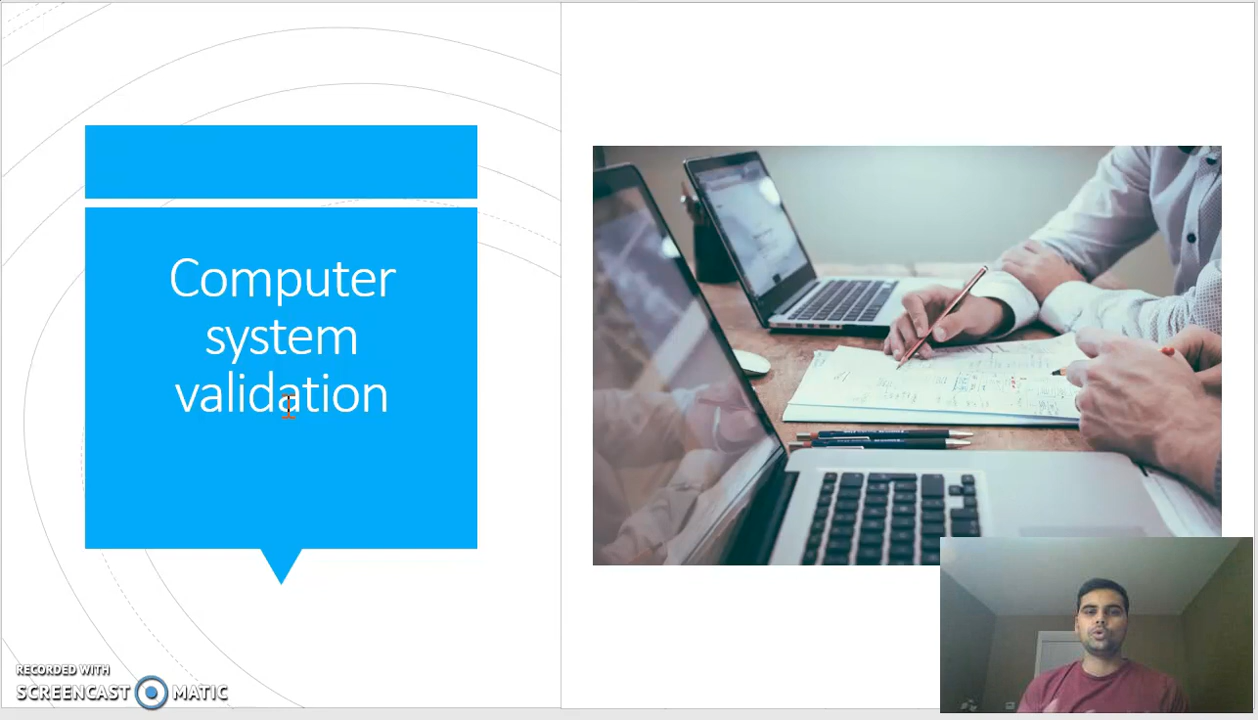 Computer
system
validation
RECORDED WITH
SCREENCAST MATIC